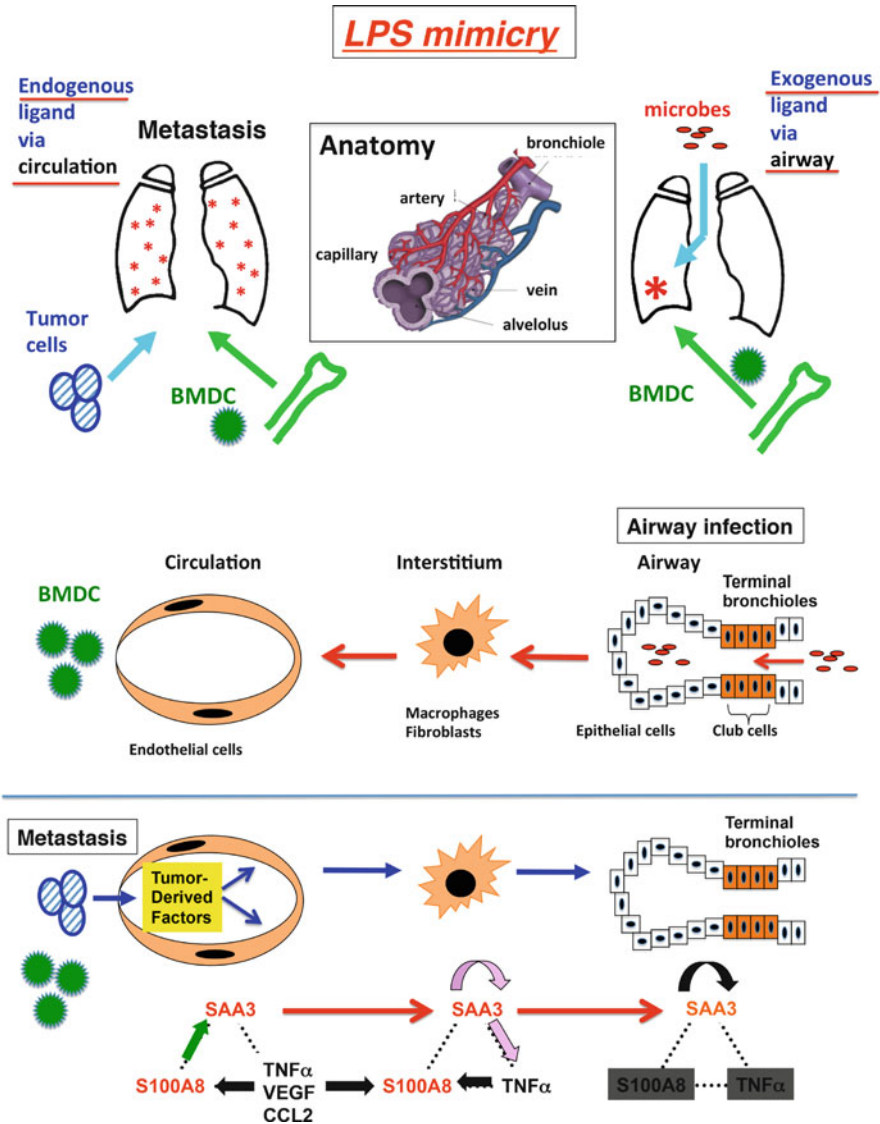 LPS mimicry
Endogenous
ligand
via
circulation
Metastasis
Tumor
cells
BMDC
Anatomy
bronchiole
artery
capillary
vein
alvelolus
microbes
Exogenous
ligand
via
airway
BMDC
Airway infection
Circulation
Interstitium
Airway
Terminal
bronchioles
BMDC
Endothelial cells
Macrophages
Fibroblasts
Epithelial cells
Club cells
Metastasis
Tumor-
Derived
Factors
Terminal
bronchioles
SAA3
SAA3
SAA3
S100A8
TNFα
VEGF
CCL2
S100A8
TNFα
S100A8
TNFα